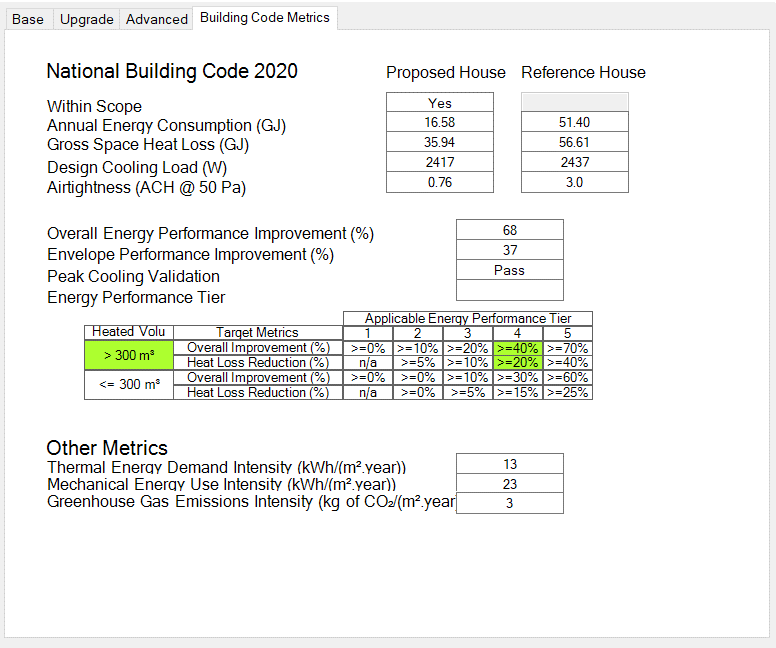 Base Upgrade Advanced Building Code Metrics
National Building Code 2020 Proposed House Reference House
Within Scope Yes
Annual Energy Consumption (GJ) 16.58 51.40
Gross Space Heat Loss (GJ) 35.94 56.61
Design Cooling Load (W) 2417 2437
Airtightness (ACH @ 50 Pa) 0.76 3.0
Overall Energy Performance Improvement (%) 68
Envelope Performance Improvement (%) 37
Peak Cooling Validation Pass
Energy Performance Tier
Applicable Energy Performance Tier
Heated Volu Target Metrics 1 2 3 4 5
> 300 m³ Overall Improvement (%) >=0% >=10% >=20% >=40% >=70%
Heat Loss Reduction (%) n/a >=5% >=10% >=20% >=40%
<= 300 m³ Overall Improvement (%) >=0% >=0% >=10% >=30% >=60%
Heat Loss Reduction (%) n/a >=0% >=5% >=15% >=25%
Other Metrics
Thermal Energy Demand Intensity (kWh/(m².year)) 13
Mechanical Energy Use Intensity (kWh/(m².year)) 23
Greenhouse Gas Emissions Intensity (kg of CO₂/(m².year 3